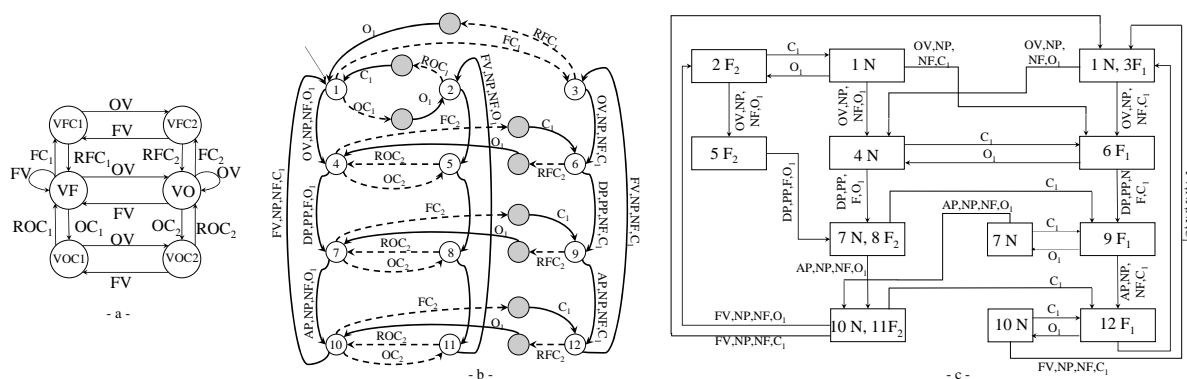 OV
VFC1
VFC2
FV
FC1
RFC1
RFC2
FC2
FV
OV
OV
VF
VO
FV
ROC1
OC1
OC2
ROC2
OV
VOC1
VOC2
FV
- a -
O1
RFC1
FC1
ROC1
C1
1
2
3
OC1
O1
FV,NP,NF,O1
OV,NP,NF,O1
OV,NP,NF,C1
FC2
C1
O1
4
ROC2
5
6
OC2
RFC2
FV,NP,NF,C1
DP,PP,F,O1
DP,PP,NF,C1
FV,NP,NF,C1
FC2
C1
O1
7
ROC2
8
9
OC2
RFC2
AP,NP,NF,O1
AP,NP,NF,C1
FC2
C1
O1
10
ROC2
11
12
OC2
RFC2
- b -
2 F2
C1
O1
1 N
OV,NP,
NF,C1
OV,NP,
NF,O1
1 N, 3F1
OV,NP,
NF,O1
OV,NP,
NF,O1
OV,NP,
NF,C1
5 F2
4 N
C1
O1
6 F1
DP,PP,F,O1
DP,PP,
F,O1
DP,PP,N
F,C1
C1
AP,NP,NF,O1
7 N, 8 F2
7 N
C1
O1
9 F1
AP,NP,NF,O1
AP,NP,
NF,C1
C1
10 N, 11F2
FV,NP,NF,O1
FV,NP,NF,C1
10 N
C1
O1
12 F1
FV,NP,NF,C1
- c -